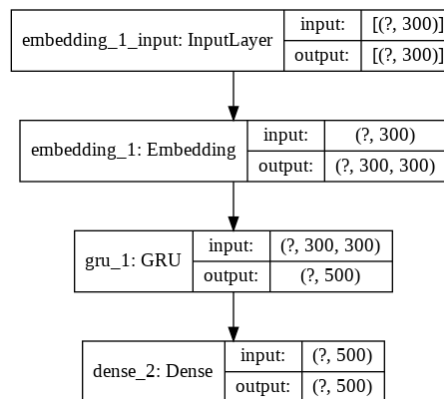 embedding_1_input: InputLayer
input: [(?, 300)]
output: [(?, 300)]
embedding_1: Embedding
input: (?, 300)
output: (?, 300, 300)
gru_1: GRU
input: (?, 300, 300)
output: (?, 500)
dense_2: Dense
input: (?, 500)
output: (?, 500)